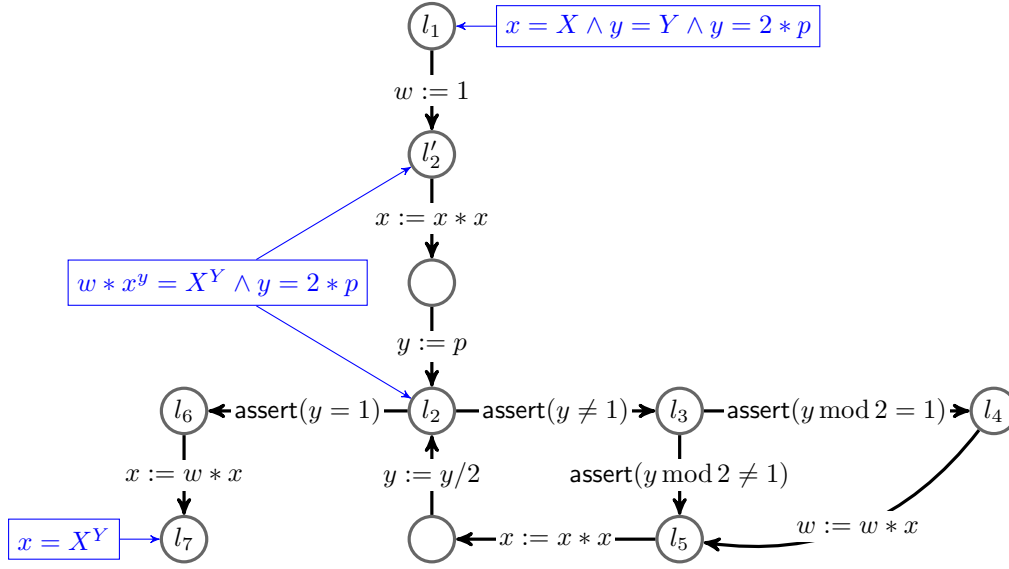 l₁
x = X ∧ y = Y ∧ y = 2 ∗ p
w := 1
l′₂
x := x ∗ x
w ∗ xʸ = X^Y ∧ y = 2 ∗ p
y := p
l₆
assert(y = 1)
l₂
assert(y ≠ 1)
l₃
assert(y mod 2 = 1)
l₄
x := w ∗ x
y := y/2
assert(y mod 2 ≠ 1)
x = X^Y
l₇
x := x ∗ x
l₅
w := w ∗ x